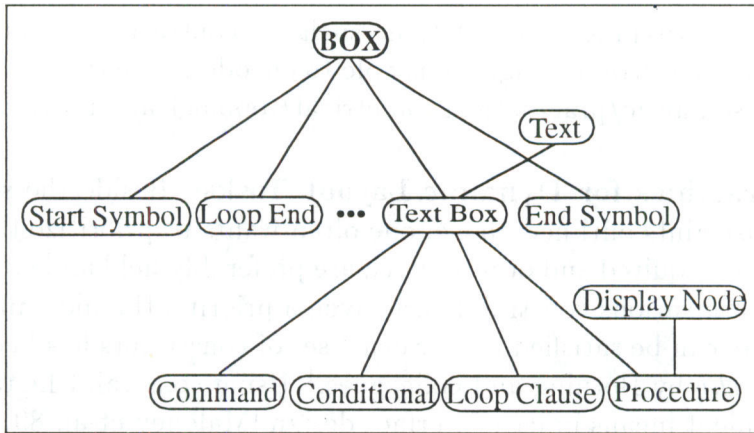 BOX
Text
Start Symbol Loop End ••• Text Box End Symbol
Display Node
Command Conditional Loop Clause Procedure